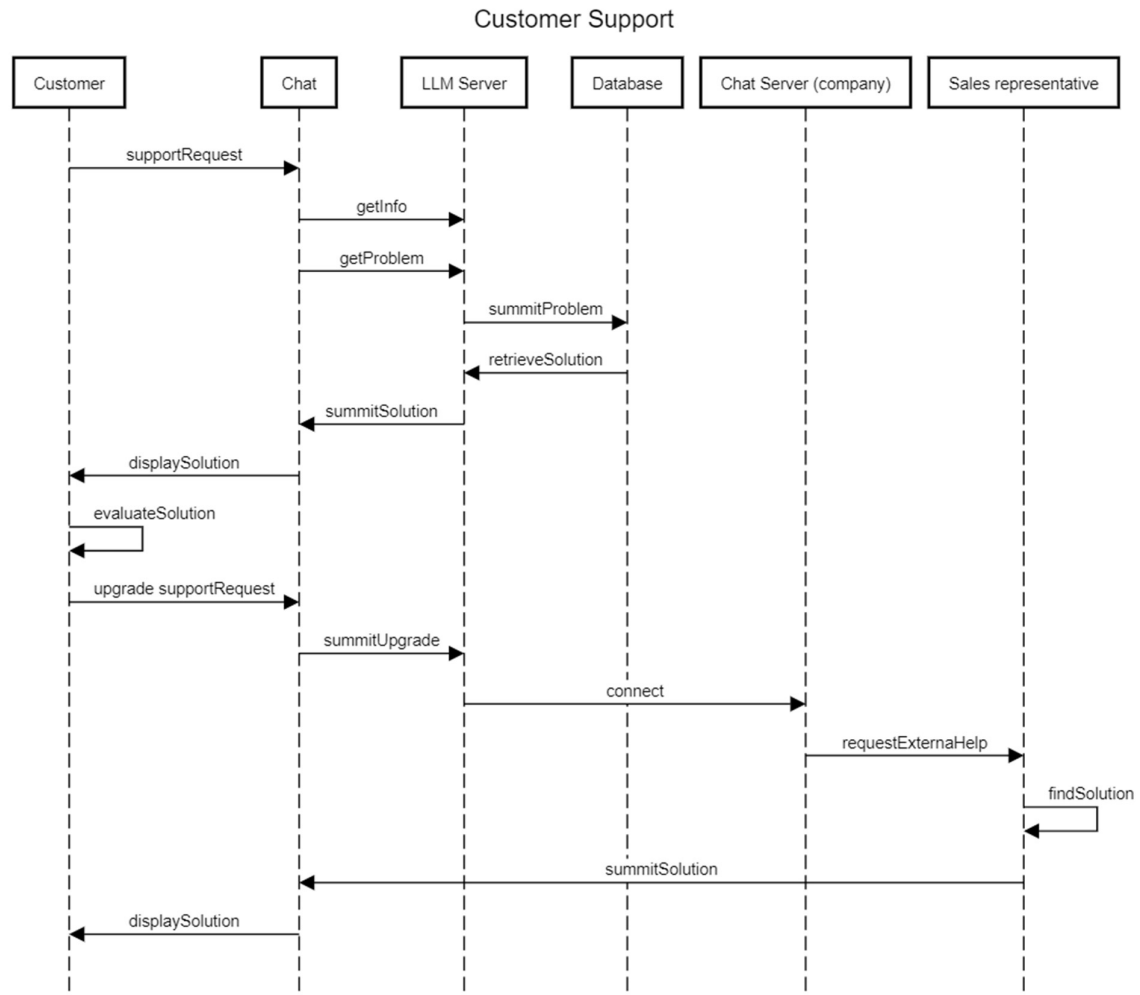 Customer Support
Customer
Chat
LLM Server
Database
Chat Server (company)
Sales representative
supportRequest
getInfo
getProblem
summitProblem
retrieveSolution
summitSolution
displaySolution
evaluateSolution
upgrade supportRequest
summitUpgrade
connect
requestExternaHelp
findSolution
summitSolution
displaySolution